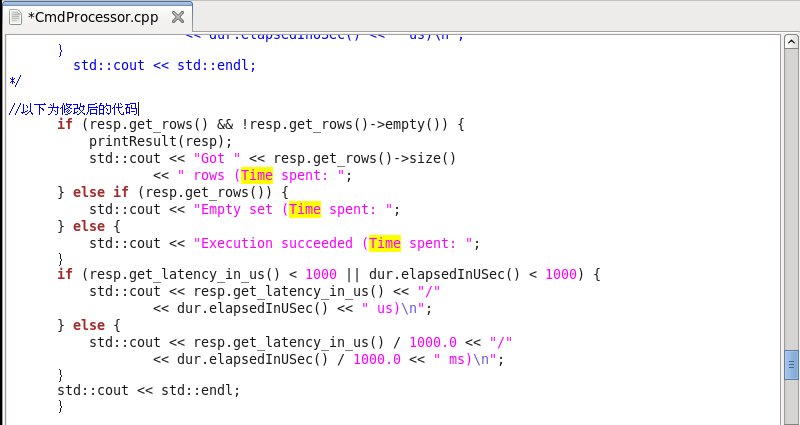 *CmdProcessor.cpp
<< dur.elapsedInUSec() << " us)\n";
}
std::cout << std::endl;
*/
//以下为修改后的代码
if (resp.get_rows() && !resp.get_rows()->empty()) {
printResult(resp);
std::cout << "Got " << resp.get_rows()->size()
<< " rows (Time spent: ";
} else if (resp.get_rows()) {
std::cout << "Empty set (Time spent: ";
} else {
std::cout << "Execution succeeded (Time spent: ";
}
if (resp.get_latency_in_us() < 1000 || dur.elapsedInUSec() < 1000) {
std::cout << resp.get_latency_in_us() << "/"
<< dur.elapsedInUSec() << " us)\n";
} else {
std::cout << resp.get_latency_in_us() / 1000.0 << "/"
<< dur.elapsedInUSec() / 1000.0 << " ms)\n";
}
std::cout << std::endl;
}